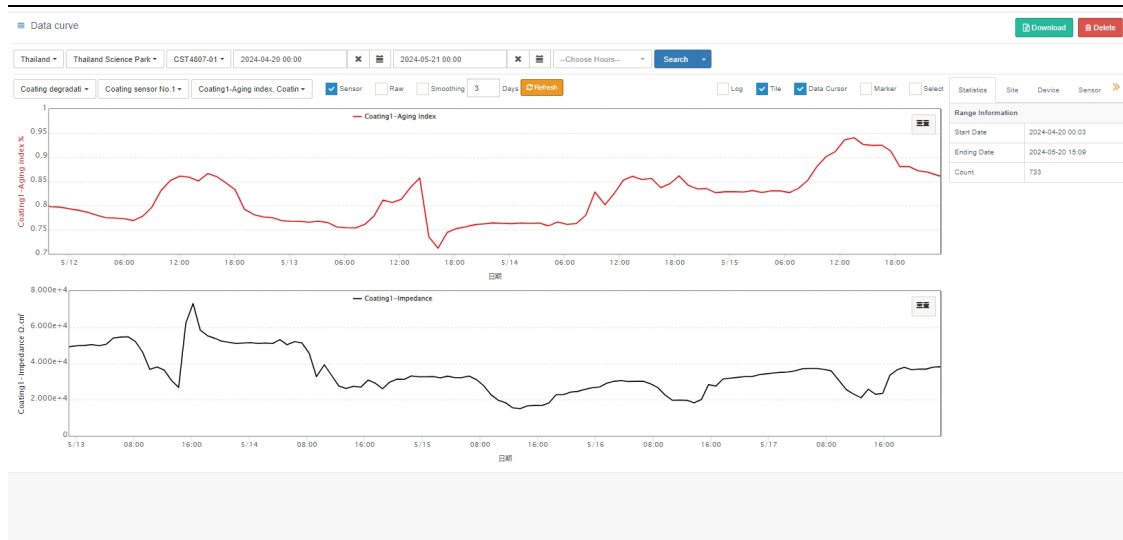 Data curve
Download Delete
Thailand Thailand Science Park CST4807-01 2024-04-20 00:00 2024-05-21 00:00 --Choose Hours-- Search
Coating degradati Coating sensor No.1 Coating1-Aging index, Coatin Sensor Raw Smoothing 3 Days Refresh Log Tile Data Cursor Marker Select
Statistics Site Device Sensor
Range Information
Start Date 2024-04-20 00:03
Ending Date 2024-05-20 15:09
Count 733
Coating1-Aging index
Coating1-Aging index %
1
0.95
0.9
0.85
0.8
0.75
0.7
5/12 06:00 12:00 18:00 5/13 06:00 12:00 18:00 5/14 06:00 12:00 18:00 5/15 06:00 12:00 18:00
日期
Coating1-Impedance
Coating1-Impedance Ω.cm²
8.000e+4
6.000e+4
4.000e+4
2.000e+4
0
5/13 08:00 16:00 5/14 08:00 16:00 5/15 08:00 16:00 5/16 08:00 16:00 5/17 08:00 16:00
日期